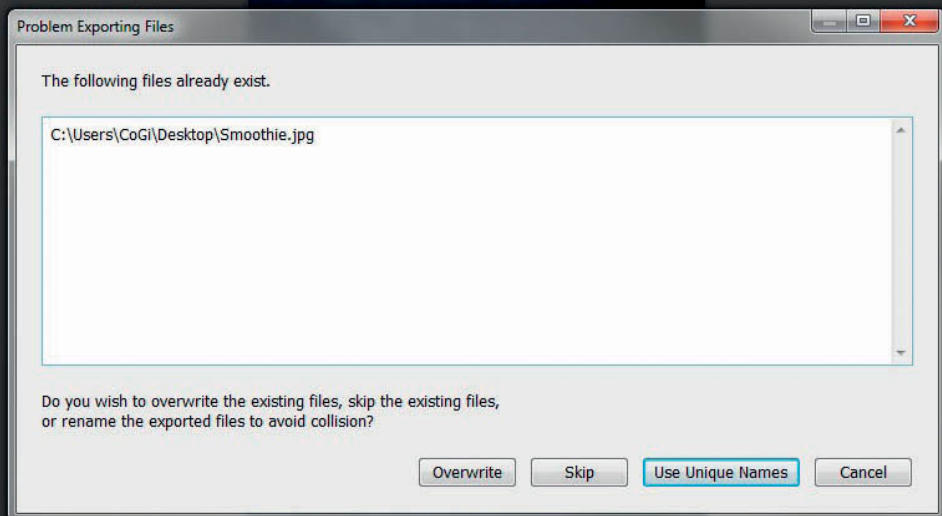 Problem Exporting Files
The following files already exist.
C:\Users\CoGi\Desktop\Smoothie.jpg
Do you wish to overwrite the existing files, skip the existing files,
or rename the exported files to avoid collision?
Overwrite Skip Use Unique Names Cancel